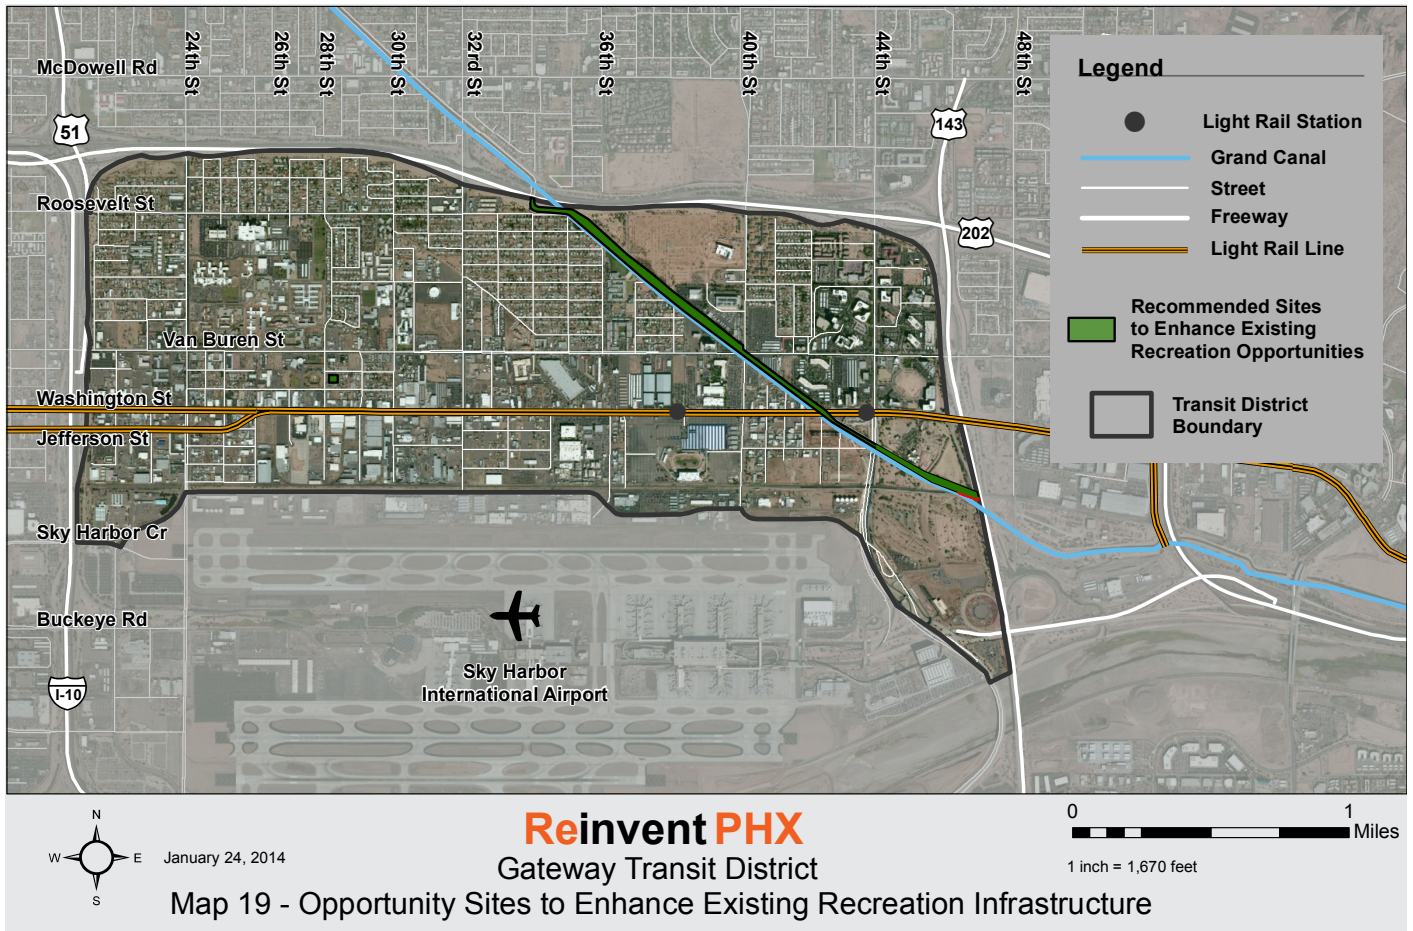 24th St
26th St
28th St
30th St
32rd St
36th St
40th St
44th St
48th St
McDowell Rd
51
143
Roosevelt St
202
Van Buren St
Washington St
Jefferson St
Sky Harbor Cr
Buckeye Rd
I-10
Sky Harbor
International Airport
Legend
Light Rail Station
Grand Canal
Street
Freeway
Light Rail Line
Recommended Sites
to Enhance Existing
Recreation Opportunities
Transit District
Boundary
N
W E
S
January 24, 2014
Reinvent PHX
Gateway Transit District
Map 19 - Opportunity Sites to Enhance Existing Recreation Infrastructure
0 1
Miles
1 inch = 1,670 feet